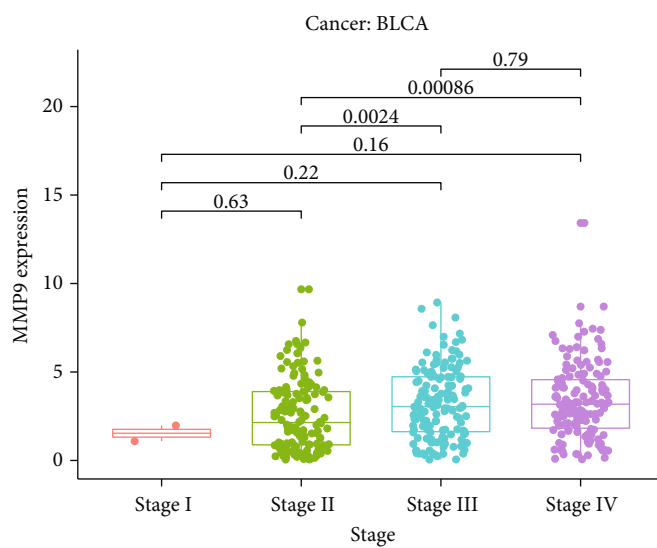 Cancer: BLCA
0.79
0.00086
0.0024
0.16
0.22
0.63
20
15
10
5
0
MMP9 expression
Stage I Stage II Stage III Stage IV
Stage